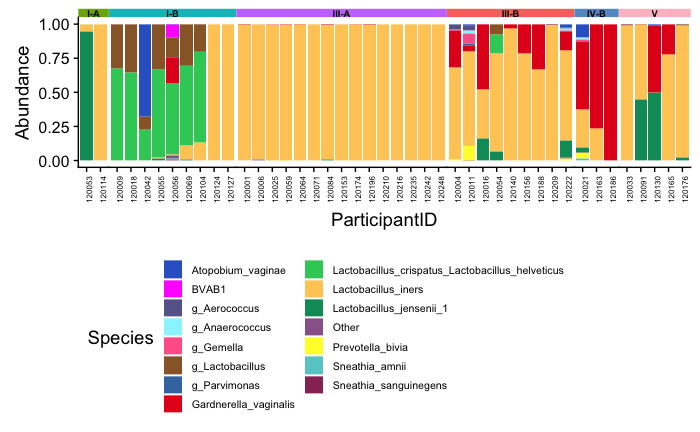 I-A I-B III-A III-B IV-B V
Abundance
1.00
0.75
0.50
0.25
0.00
120053 120114 120009 120018 120042 120055 120056 120069 120104 120124 120127 120001 120006 120025 120059 120064 120071 120084 120153 120174 120196 120210 120215 120235 120242 120248 120004 120011 120016 120054 120140 120156 120188 120209 120222 120021 120163 120186 120033 120091 120130 120165 120176
ParticipantID
Species
Atopobium_vaginae
BVAB1
g_Aerococcus
g_Anaerococcus
g_Gemella
g_Lactobacillus
g_Parvimonas
Gardnerella_vaginalis
Lactobacillus_crispatus_Lactobacillus_helveticus
Lactobacillus_iners
Lactobacillus_jensenii_1
Other
Prevotella_bivia
Sneathia_amnii
Sneathia_sanguinegens